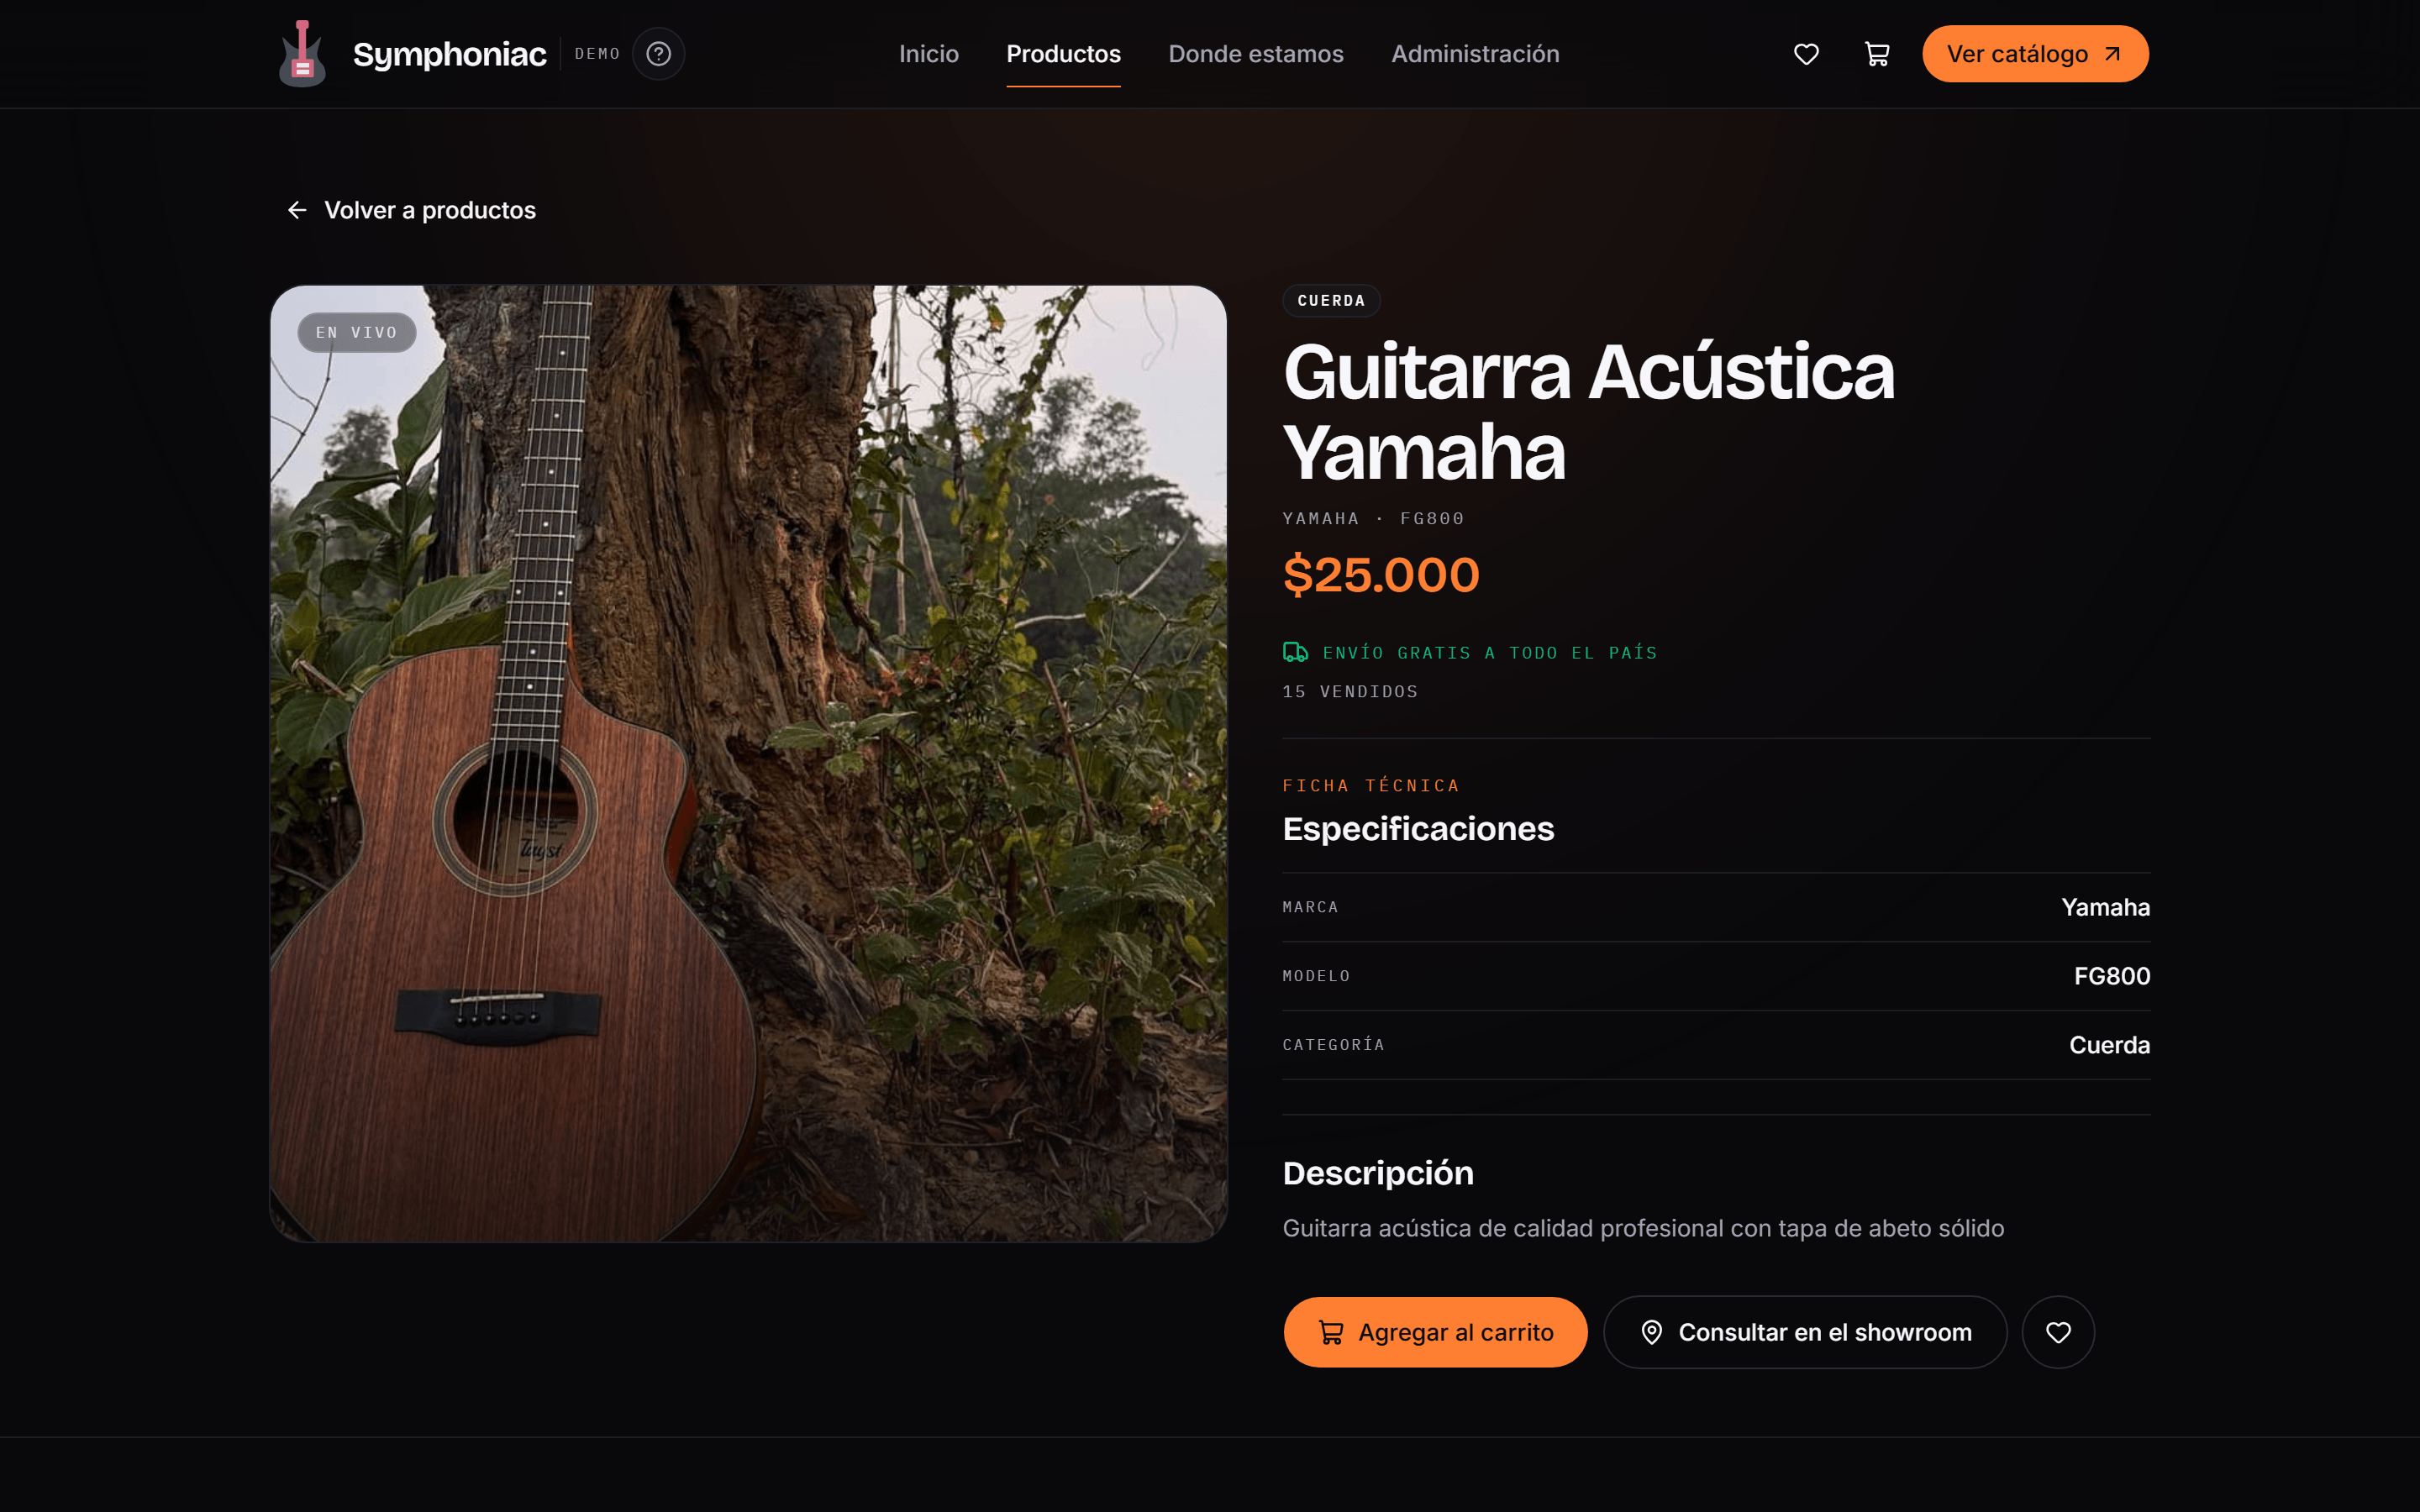 Symphoniac
DEMO
Inicio
Productos
Donde estamos
Administración
Ver catálogo
Volver a productos
EN VIVO
CUERDA
Guitarra Acústica
Yamaha
YAMAHA · FG800
$25.000
ENVÍO GRATIS A TODO EL PAÍS
15 VENDIDOS
FICHA TÉCNICA
Especificaciones
MARCA Yamaha
MODELO FG800
CATEGORÍA Cuerda
Descripción
Guitarra acústica de calidad profesional con tapa de abeto sólido
Agregar al carrito
Consultar en el showroom